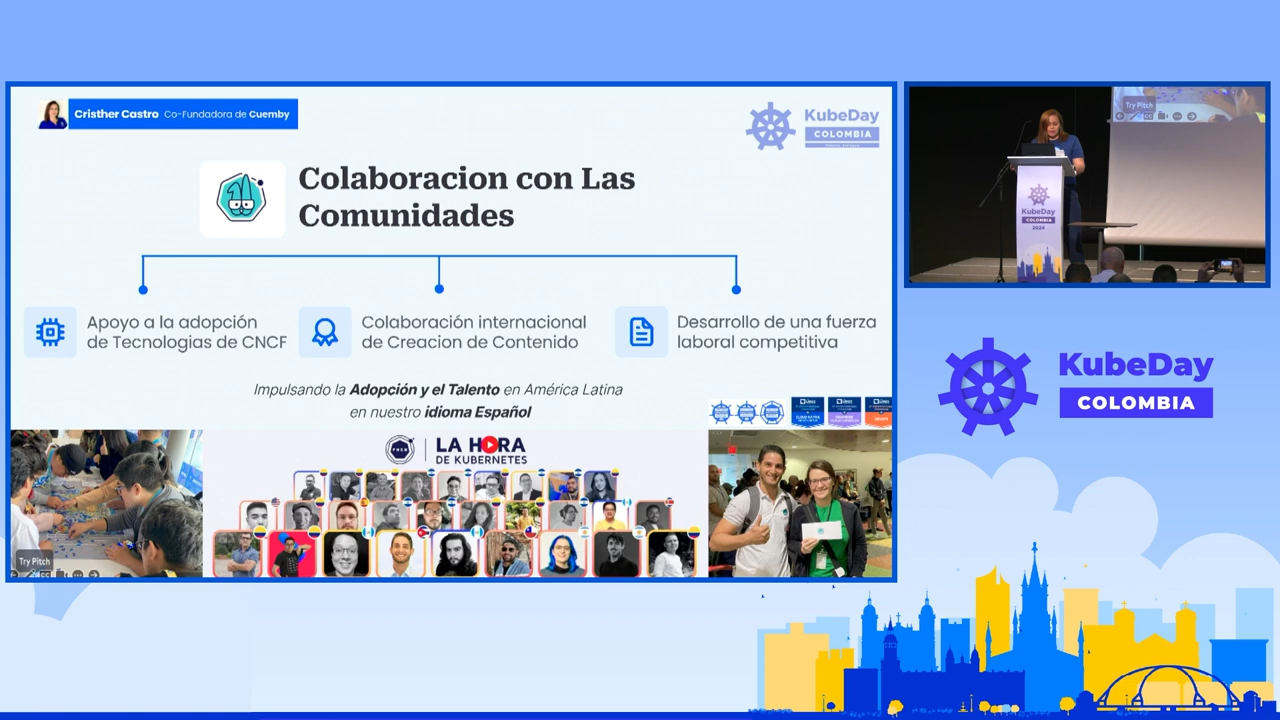 Cristher Castro Co-Fundadora de Cuemby
KubeDay
COLOMBIA
Colaboracion con Las
Comunidades
Apoyo a la adopción
de Tecnologias de CNCF
Colaboración internacional
de Creacion de Contenido
Desarrollo de una fuerza
laboral competitiva
Impulsando la Adopción y el Talento en América Latina
en nuestro idioma Español
LA HORA
DE KUBERNETES
Try Pitch
Try Pitch
KubeDay
COLOMBIA
2024
KubeDay
COLOMBIA